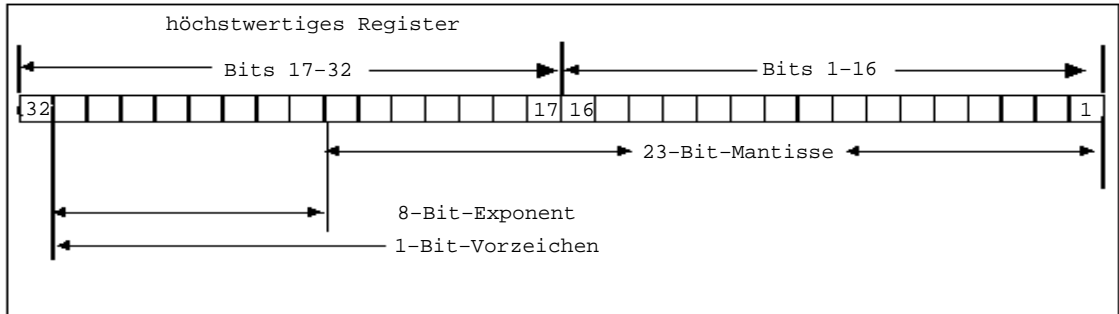 höchstwertiges Register
Bits 17-32 Bits 1-16
32 17 16 1
23-Bit-Mantisse
8-Bit-Exponent
1-Bit-Vorzeichen